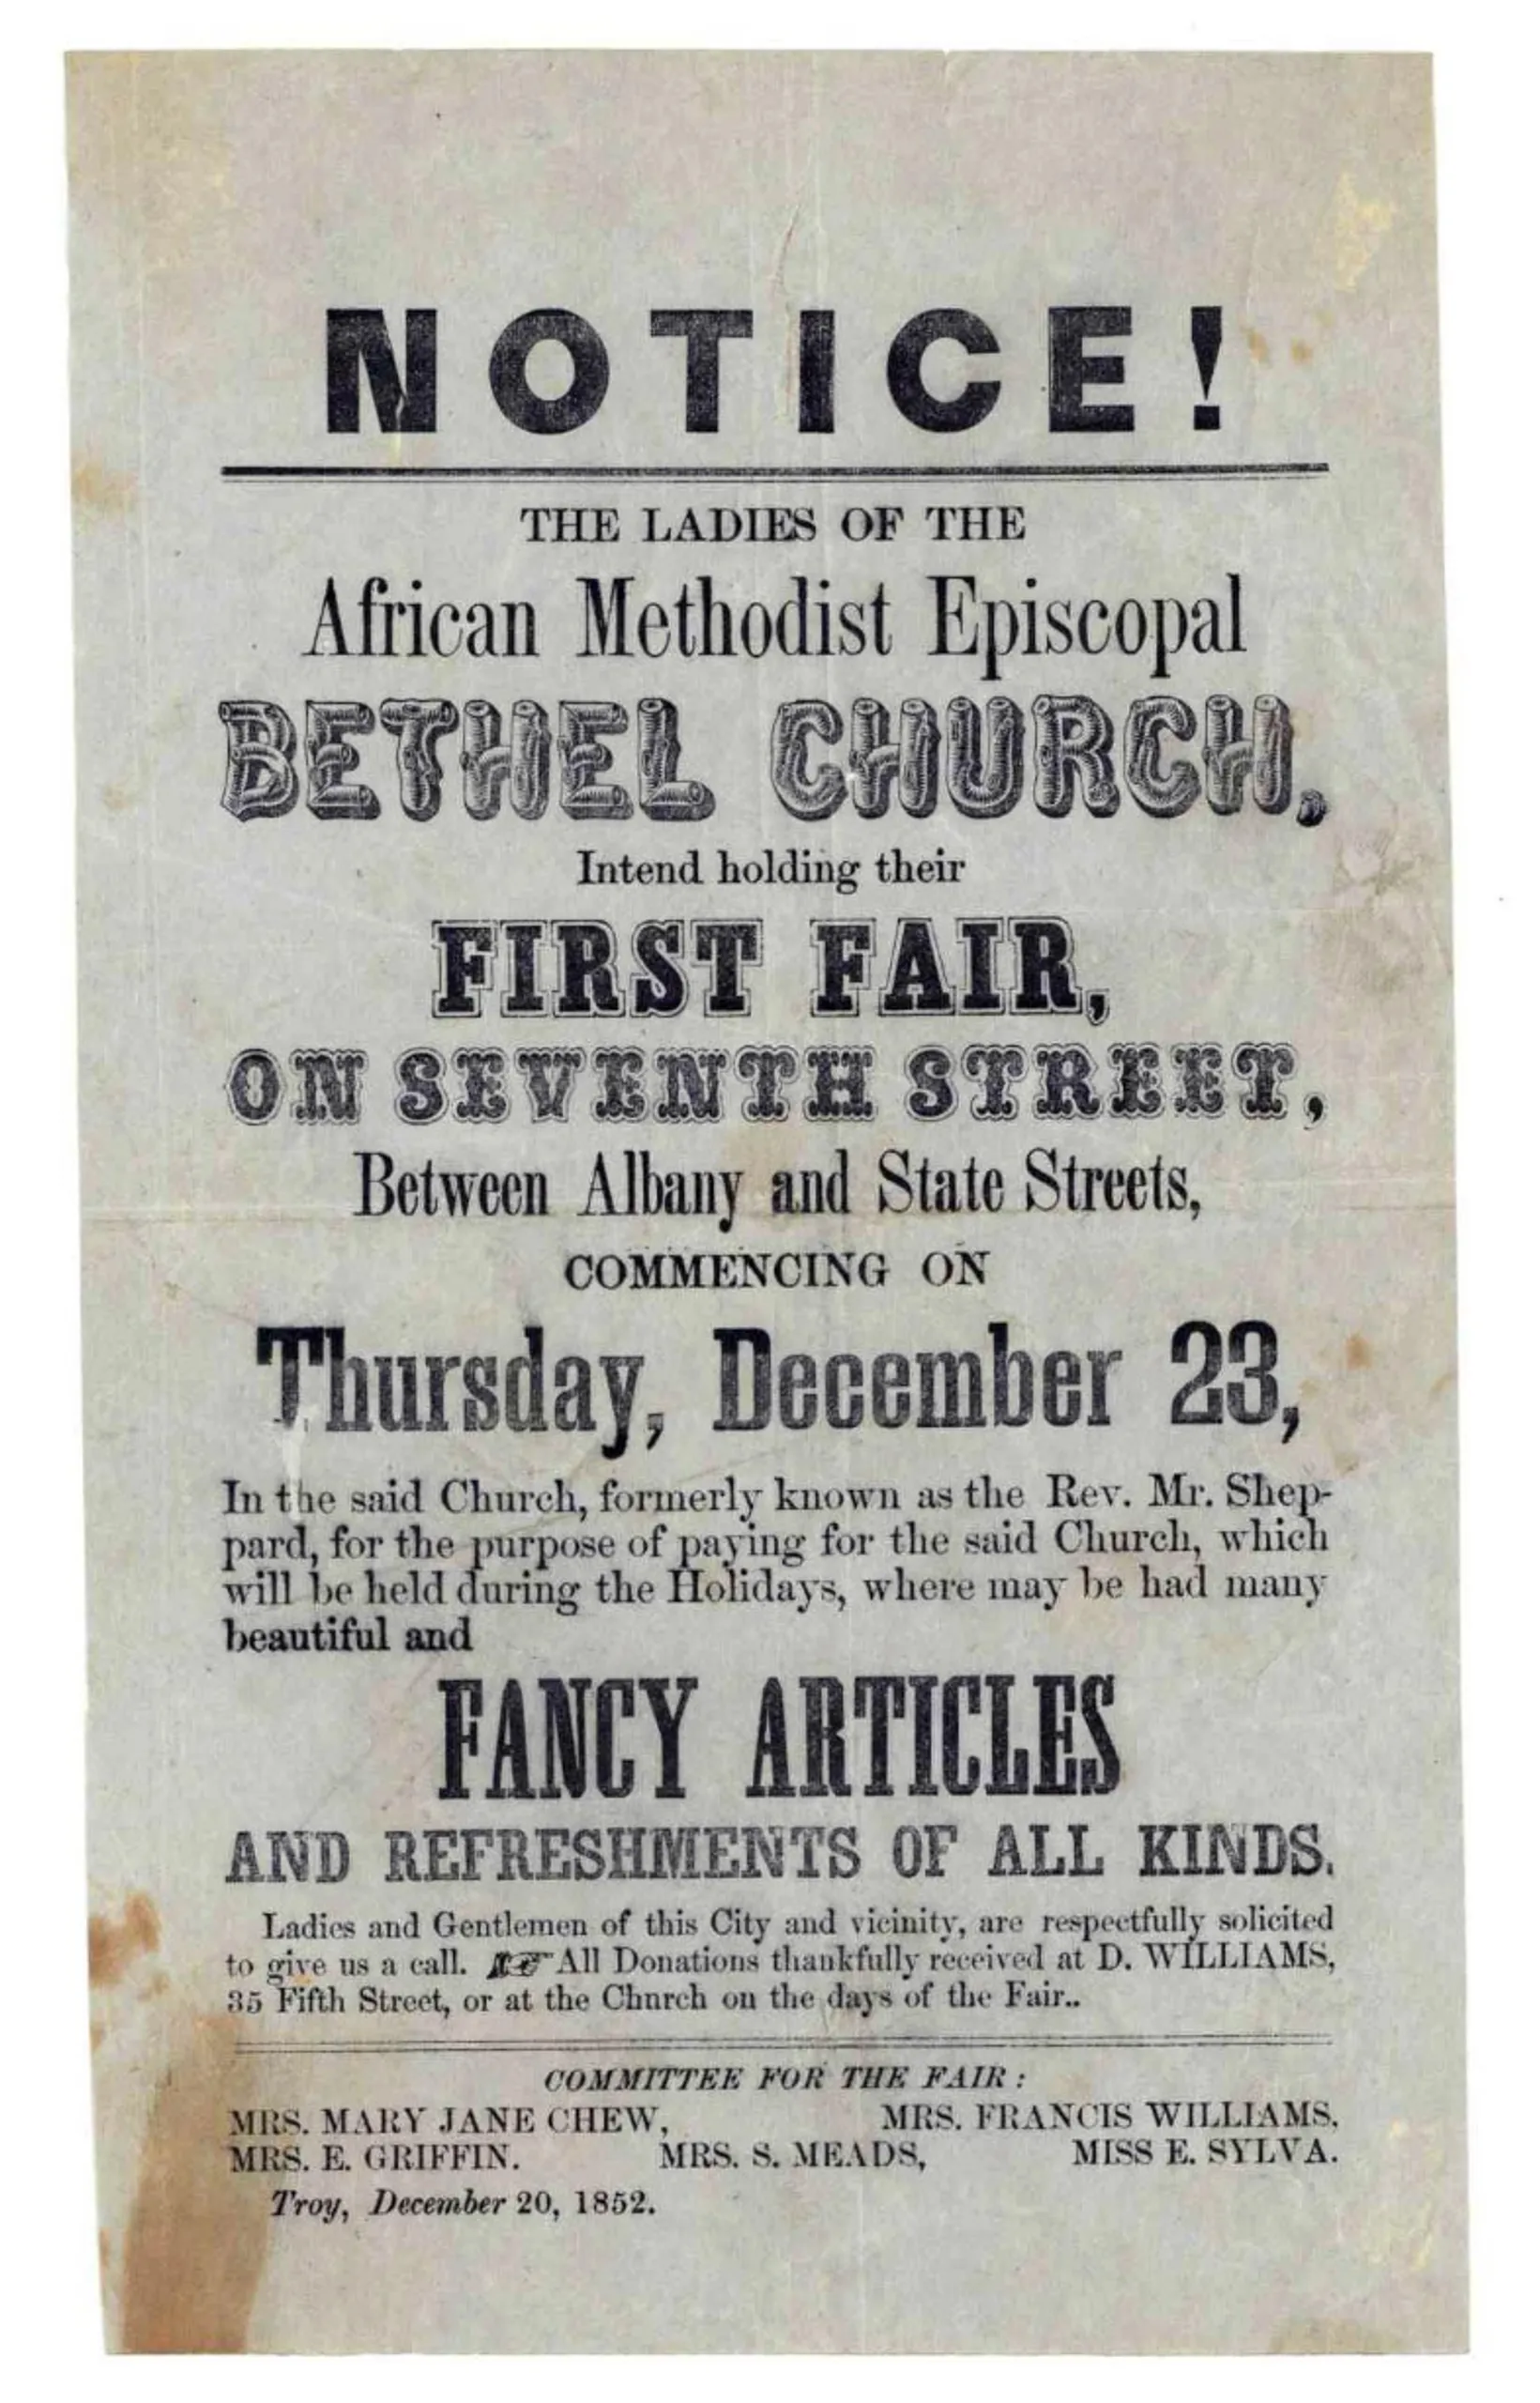 NOTICE!
THE LADIES OF THE
African Methodist Episcopal
BETHEL CHURCH,
Intend holding their
FIRST FAIR,
ON SEVENTH STREET,
Between Albany and State Streets,
COMMENCING ON
Thursday, December 23,
In the said Church, formerly known as the Rev. Mr. Shep-
pard, for the purpose of paying for the said Church, which
will be held during the Holidays, where may be had many
beautiful and
FANCY ARTICLES
AND REFRESHMENTS OF ALL KINDS.
Ladies and Gentlemen of this City and vicinity, are respectfully solicited
to give us a call. ☞All Donations thankfully received at D. WILLIAMS,
35 Fifth Street, or at the Chnrch on the days of the Fair..
COMMITTEE FOR THE FAIR:
MRS. MARY JANE CHEW, MRS. FRANCIS WILLIAMS,
MRS. E. GRIFFIN. MRS. S. MEADS, MISS E. SYLVA.
Troy, December 20, 1852.